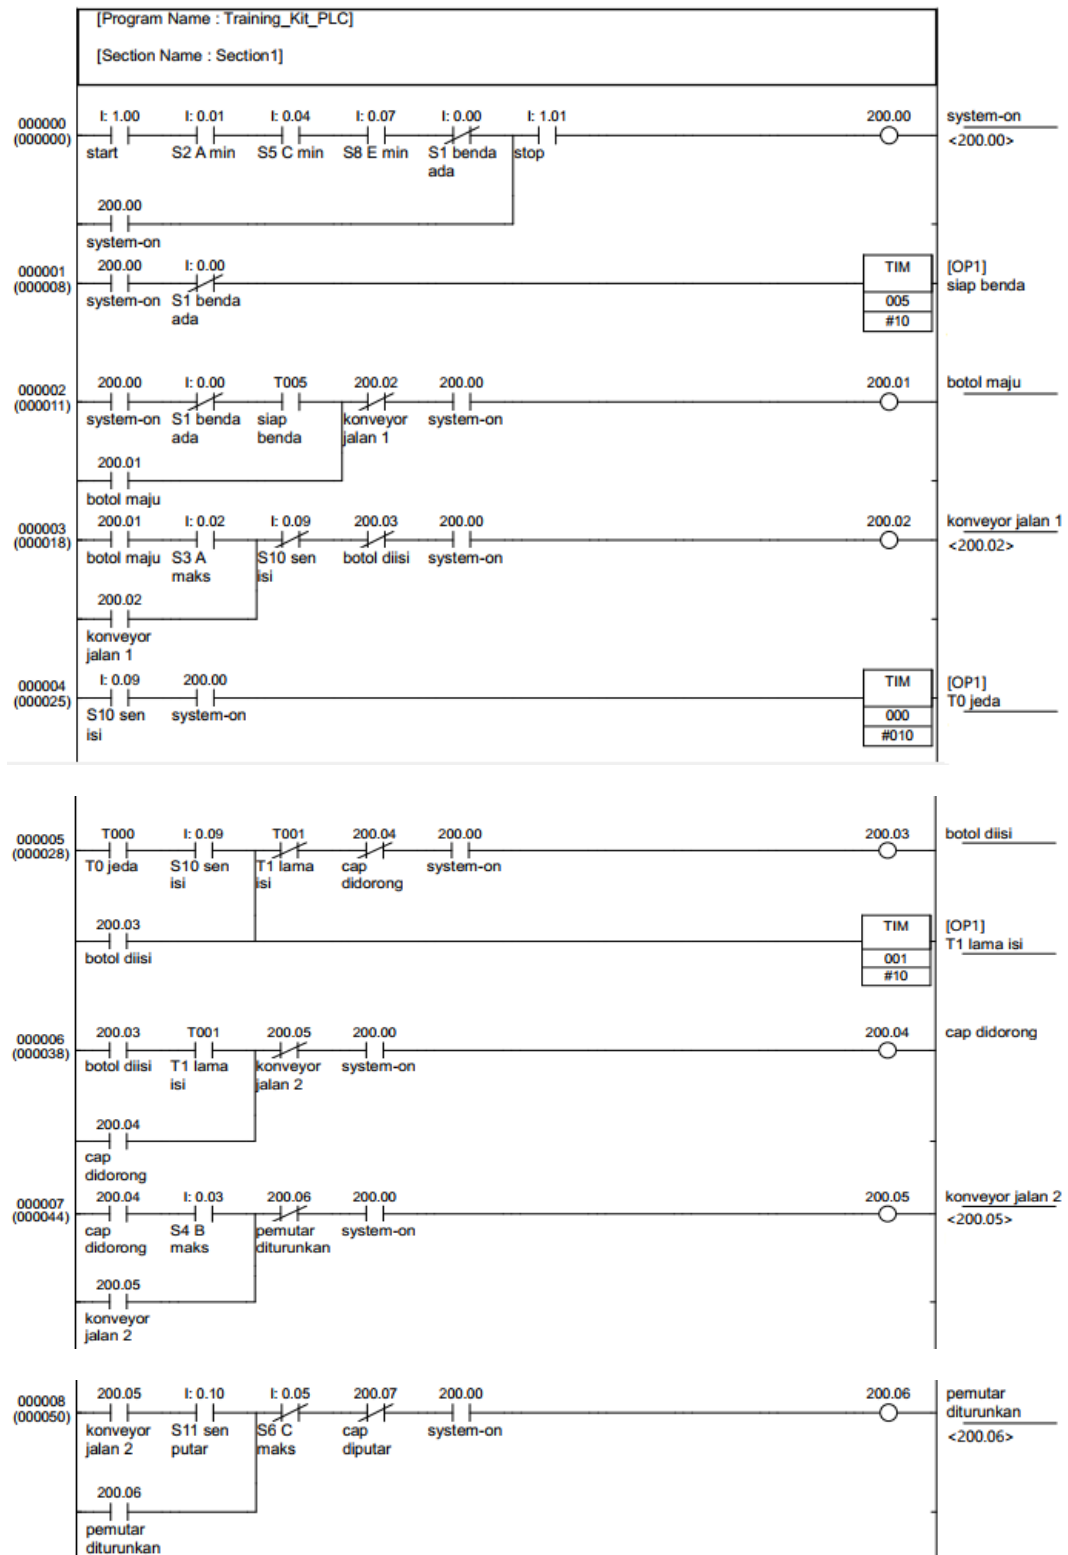 [Program Name : Training_Kit_PLC]
[Section Name : Section1]
000000
(000000)
I: 1.00 I: 0.01 I: 0.04 I: 0.07 I: 0.00 I: 1.01 200.00 system-on
start S2 A min S5 C min S8 E min S1 benda stop <200.00>
ada
200.00
system-on
000001
(000008)
200.00 I: 0.00 TIM [OP1]
system-on S1 benda 005 siap benda
ada #10
000002
(000011)
200.00 I: 0.00 T005 200.02 200.00 200.01 botol maju
system-on S1 benda siap konveyor system-on
ada benda jalan 1
200.01
botol maju
000003
(000018)
200.01 I: 0.02 I: 0.09 200.03 200.00 200.02 konveyor jalan 1
botol maju S3 A S10 sen botol diisi system-on <200.02>
maks isi
200.02
konveyor
jalan 1
000004
(000025)
I: 0.09 200.00 TIM [OP1]
S10 sen system-on 000 T0 jeda
isi #010
000005
(000028)
T000 I: 0.09 T001 200.04 200.00 200.03 botol diisi
T0 jeda S10 sen T1 lama cap system-on
isi isi didorong
200.03 TIM [OP1]
botol diisi 001 T1 lama isi
#10
000006
(000038)
200.03 T001 200.05 200.00 200.04 cap didorong
botol diisi T1 lama konveyor system-on
isi jalan 2
200.04
cap
didorong
000007
(000044)
200.04 I: 0.03 200.06 200.00 200.05 konveyor jalan 2
cap S4 B pemutar system-on <200.05>
didorong maks diturunkan
200.05
konveyor
jalan 2
000008
(000050)
200.05 I: 0.10 I: 0.05 200.07 200.00 200.06 pemutar
diturunkan
konveyor S11 sen S6 C cap system-on <200.06>
jalan 2 putar maks diputar
200.06
pemutar
diturunkan